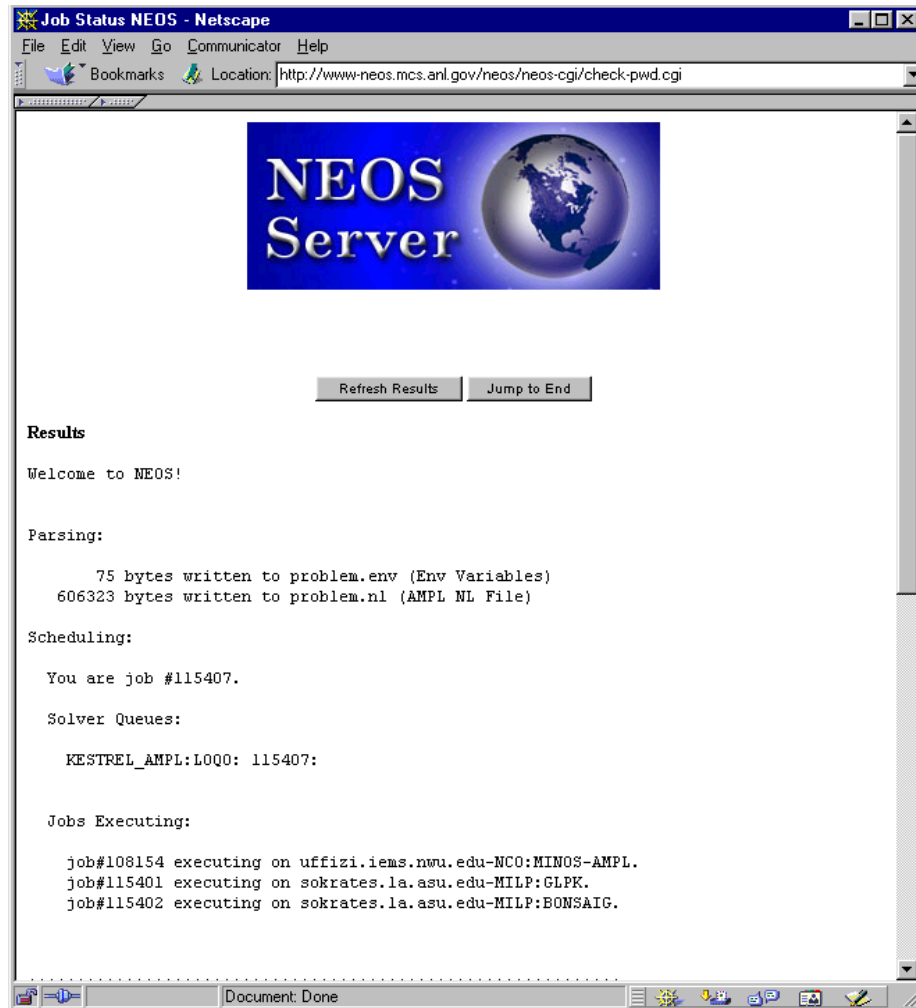 Job Status NEOS - Netscape
File Edit View Go Communicator Help
Bookmarks Location: http://www-neos.mcs.anl.gov/neos/neos-cgi/check-pwd.cgi
NEOS
Server
Refresh Results Jump to End
Results
Welcome to NEOS!
Parsing:
75 bytes written to problem.env (Env Variables)
606323 bytes written to problem.nl (AMPL NL File)
Scheduling:
You are job #115407.
Solver Queues:
KESTREL_AMPL:LOQO: 115407:
Jobs Executing:
job#108154 executing on uffizi.iems.nwu.edu-NCO:MINOS-AMPL.
job#115401 executing on sokrates.la.asu.edu-MILP:GLPK.
job#115402 executing on sokrates.la.asu.edu-MILP:BONSAIG.
Document: Done